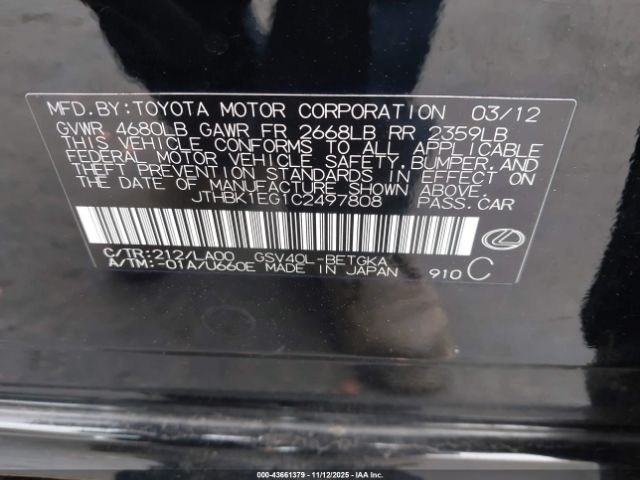 MFD.BY:TOYOTA MOTOR CORPORATION 03/12
GVWR 4680LB GAWR FR 2668LB RR 2359LB
THIS VEHICLE CONFORMS TO ALL APPLICABLE
FEDERAL MOTOR VEHICLE SAFETY,BUMPER,AND
THEFT PREVENTION STANDARDS IN EFFECT ON
THE DATE OF MANUFACTURE SHOWN ABOVE.
JTHBK1EG1C2497808 PASS.CAR
C/TR:212/LA00 GSV40L-BETGKA
A/TM:-01A/U660E MADE IN JAPAN 910 C
000-43661379 - 11/12/2025 - IAA Inc.